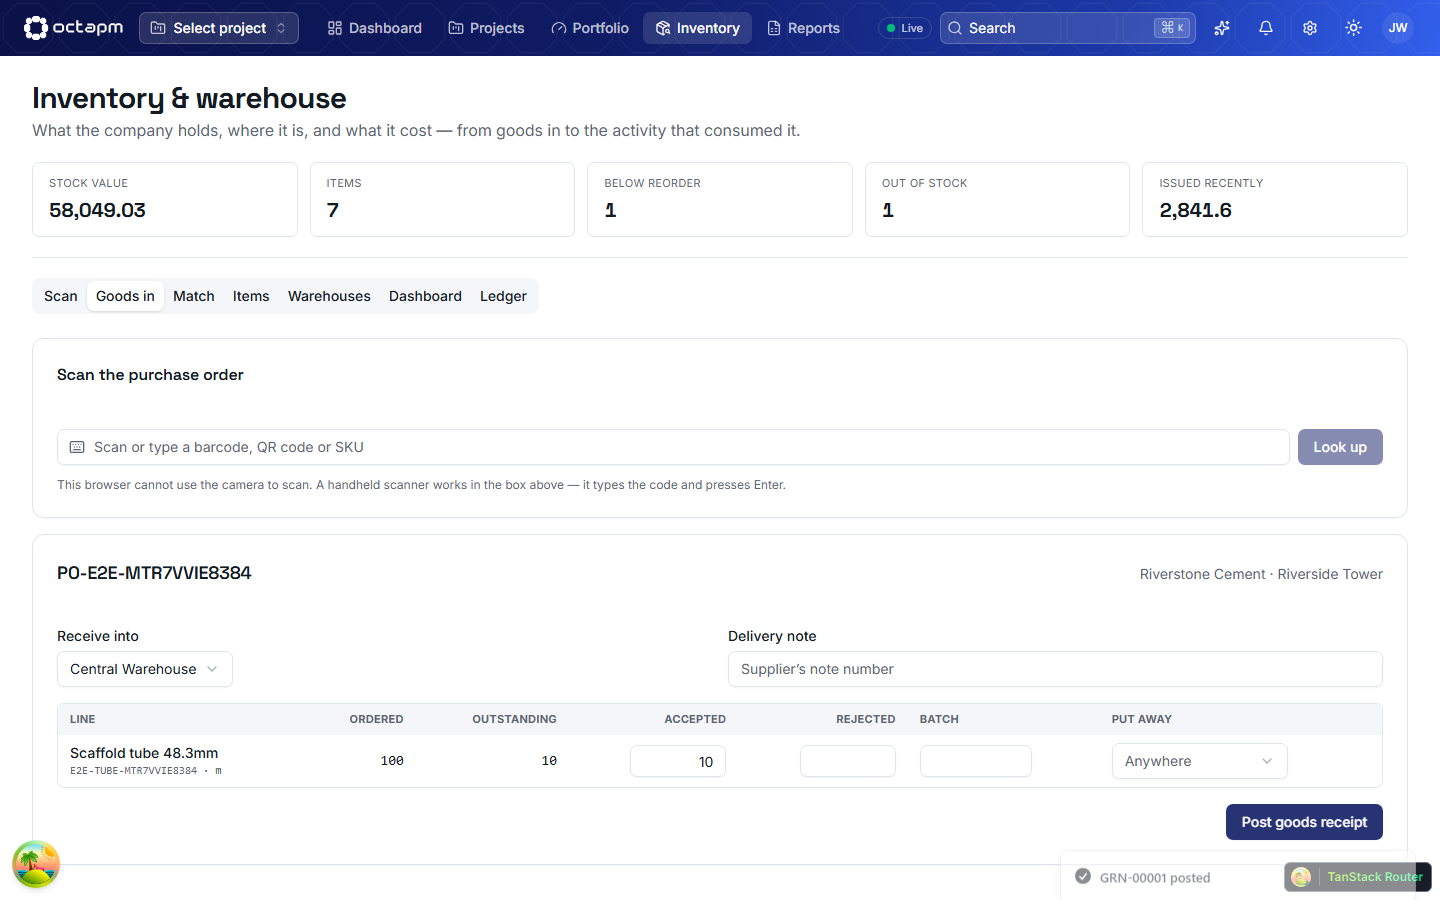 octapm
Select project
Dashboard
Projects
Portfolio
Inventory
Reports
Live
Search
⌘ K
JW
Inventory & warehouse
What the company holds, where it is, and what it cost — from goods in to the activity that consumed it.
STOCK VALUE
58,049.03
ITEMS
7
BELOW REORDER
1
OUT OF STOCK
1
ISSUED RECENTLY
2,841.6
Scan
Goods in
Match
Items
Warehouses
Dashboard
Ledger
Scan the purchase order
Scan or type a barcode, QR code or SKU
Look up
This browser cannot use the camera to scan. A handheld scanner works in the box above — it types the code and presses Enter.
PO-E2E-MTR7VVIE8384
Riverstone Cement · Riverside Tower
Receive into
Delivery note
Central Warehouse
Supplier’s note number
LINE ORDERED OUTSTANDING ACCEPTED REJECTED BATCH PUT AWAY
Scaffold tube 48.3mm 100 10 10 Anywhere
E2E-TUBE-MTR7VVIE8384 · m
Post goods receipt
GRN-00001 posted
TanStack Router